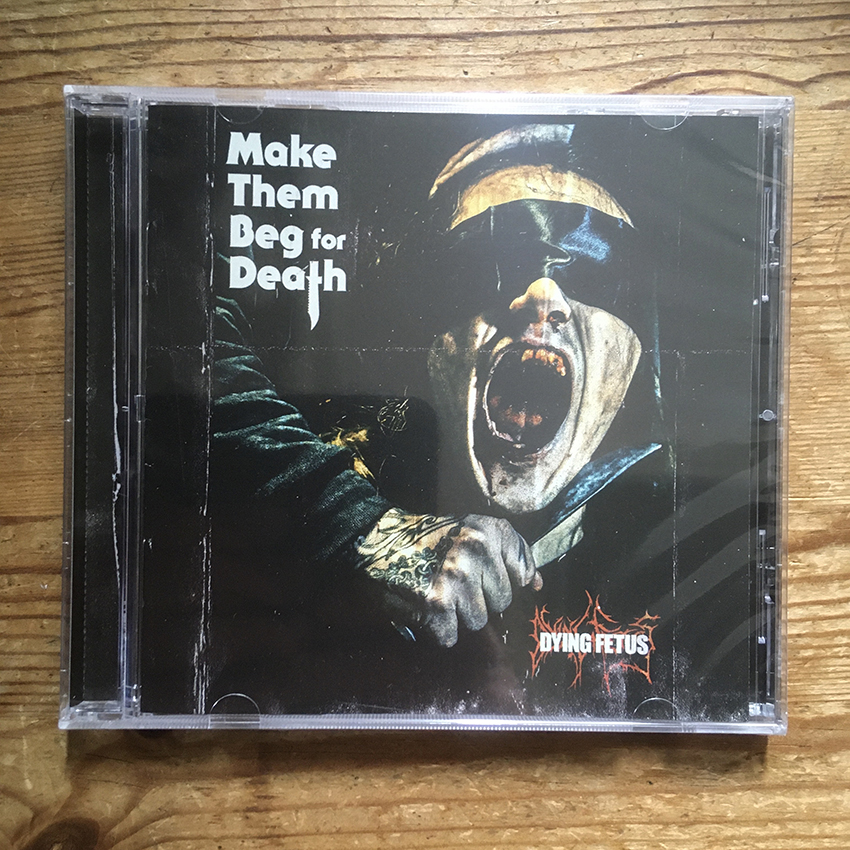 Make
Them
Beg for
Death
DYING FETUS